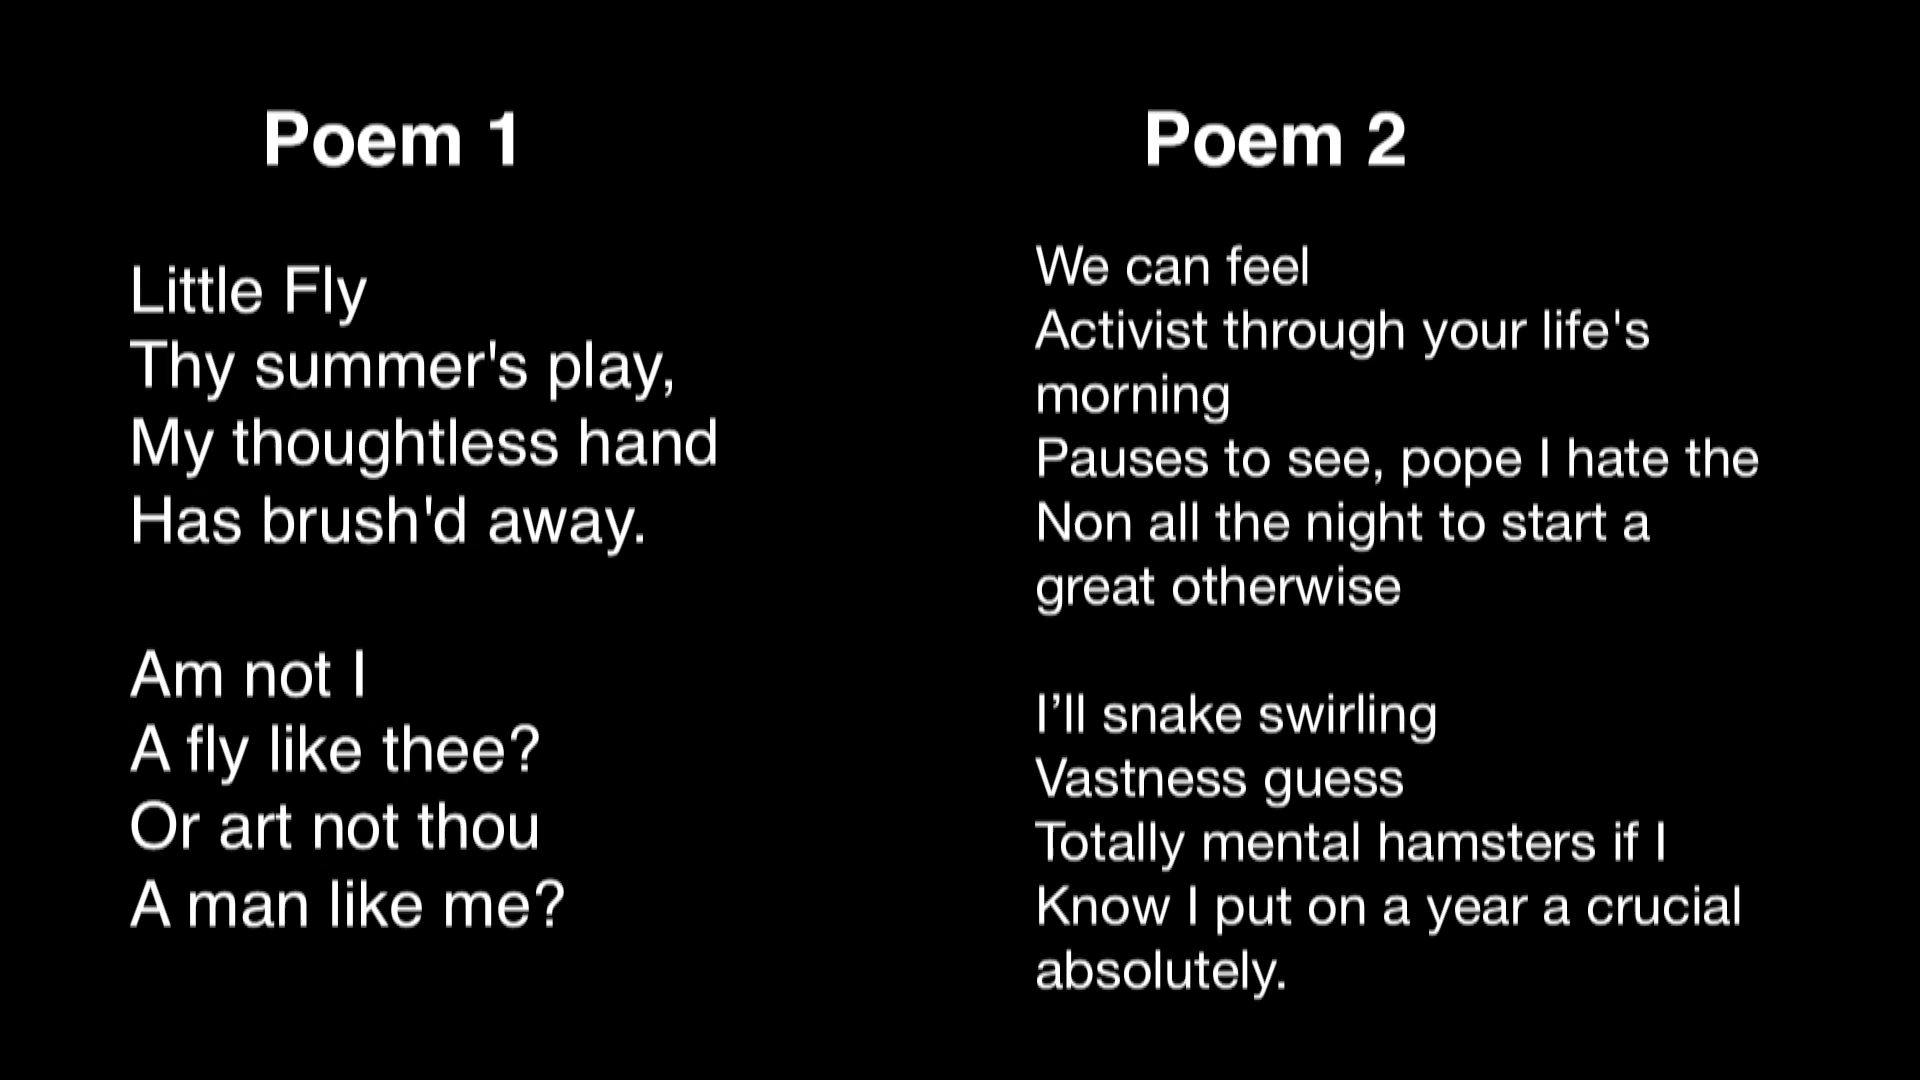 Poem 1
Little Fly
Thy summer's play,
My thoughtless hand
Has brush'd away.
Am not I
A fly like thee?
Or art not thou
A man like me?
Poem 2
We can feel
Activist through your life's
morning
Pauses to see, pope I hate the
Non all the night to start a
great otherwise
I’ll snake swirling
Vastness guess
Totally mental hamsters if I
Know I put on a year a crucial
absolutely.